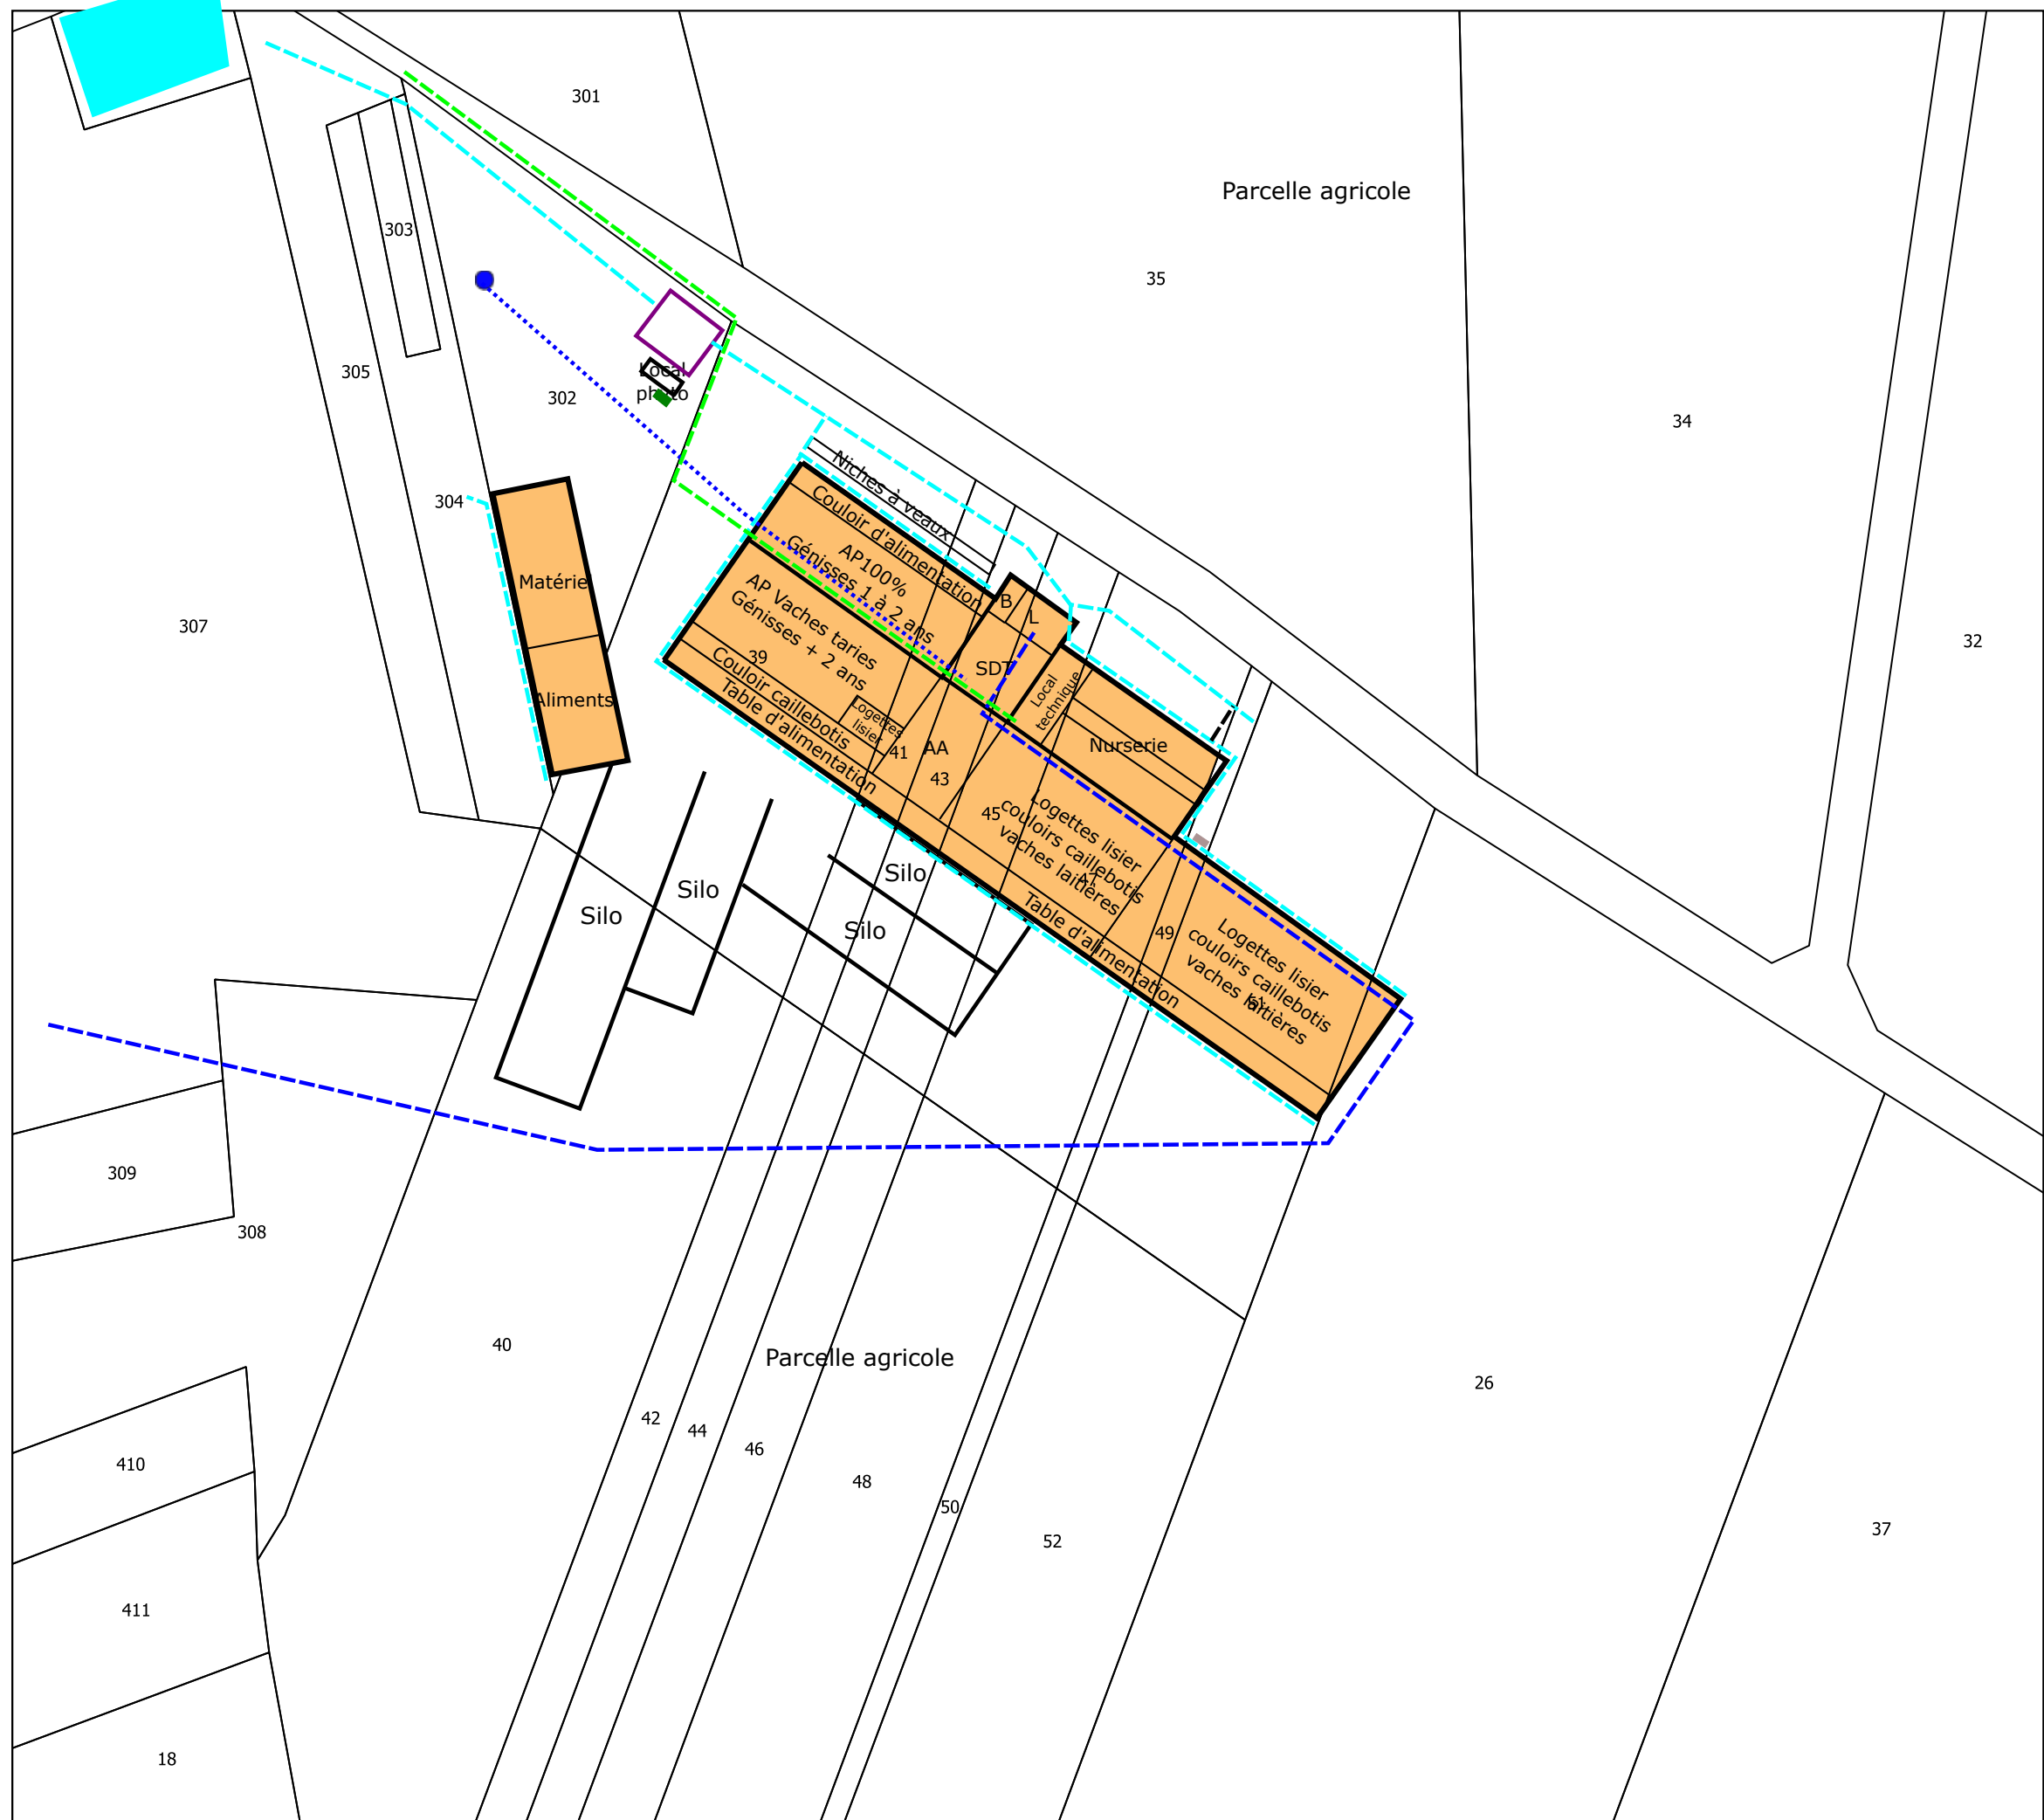 301
Parcelle agricole
303
35
305
302
Local
phyto
34
304
Niches à veaux
Couloir d'alimentation
AP100%
Génisses 1 à 2 ans
B
L
Matérie
AP Vaches taries
Génisses + 2 ans
307
39
SDT
32
Local
technique
Aliments
Couloir caillebotis
Table d'alimentation
Logettes
lisier
41
AA
Nurserie
43
45
Logettes lisier
couloirs caillebotis
vaches laitières
47
Silo
Silo
Silo
Silo
Table d'alimentation
49
Logettes lisier
couloirs caillebotis
vaches laitières
309
308
40
Parcelle agricole
26
42
44
46
410
48
50
52
37
411
18